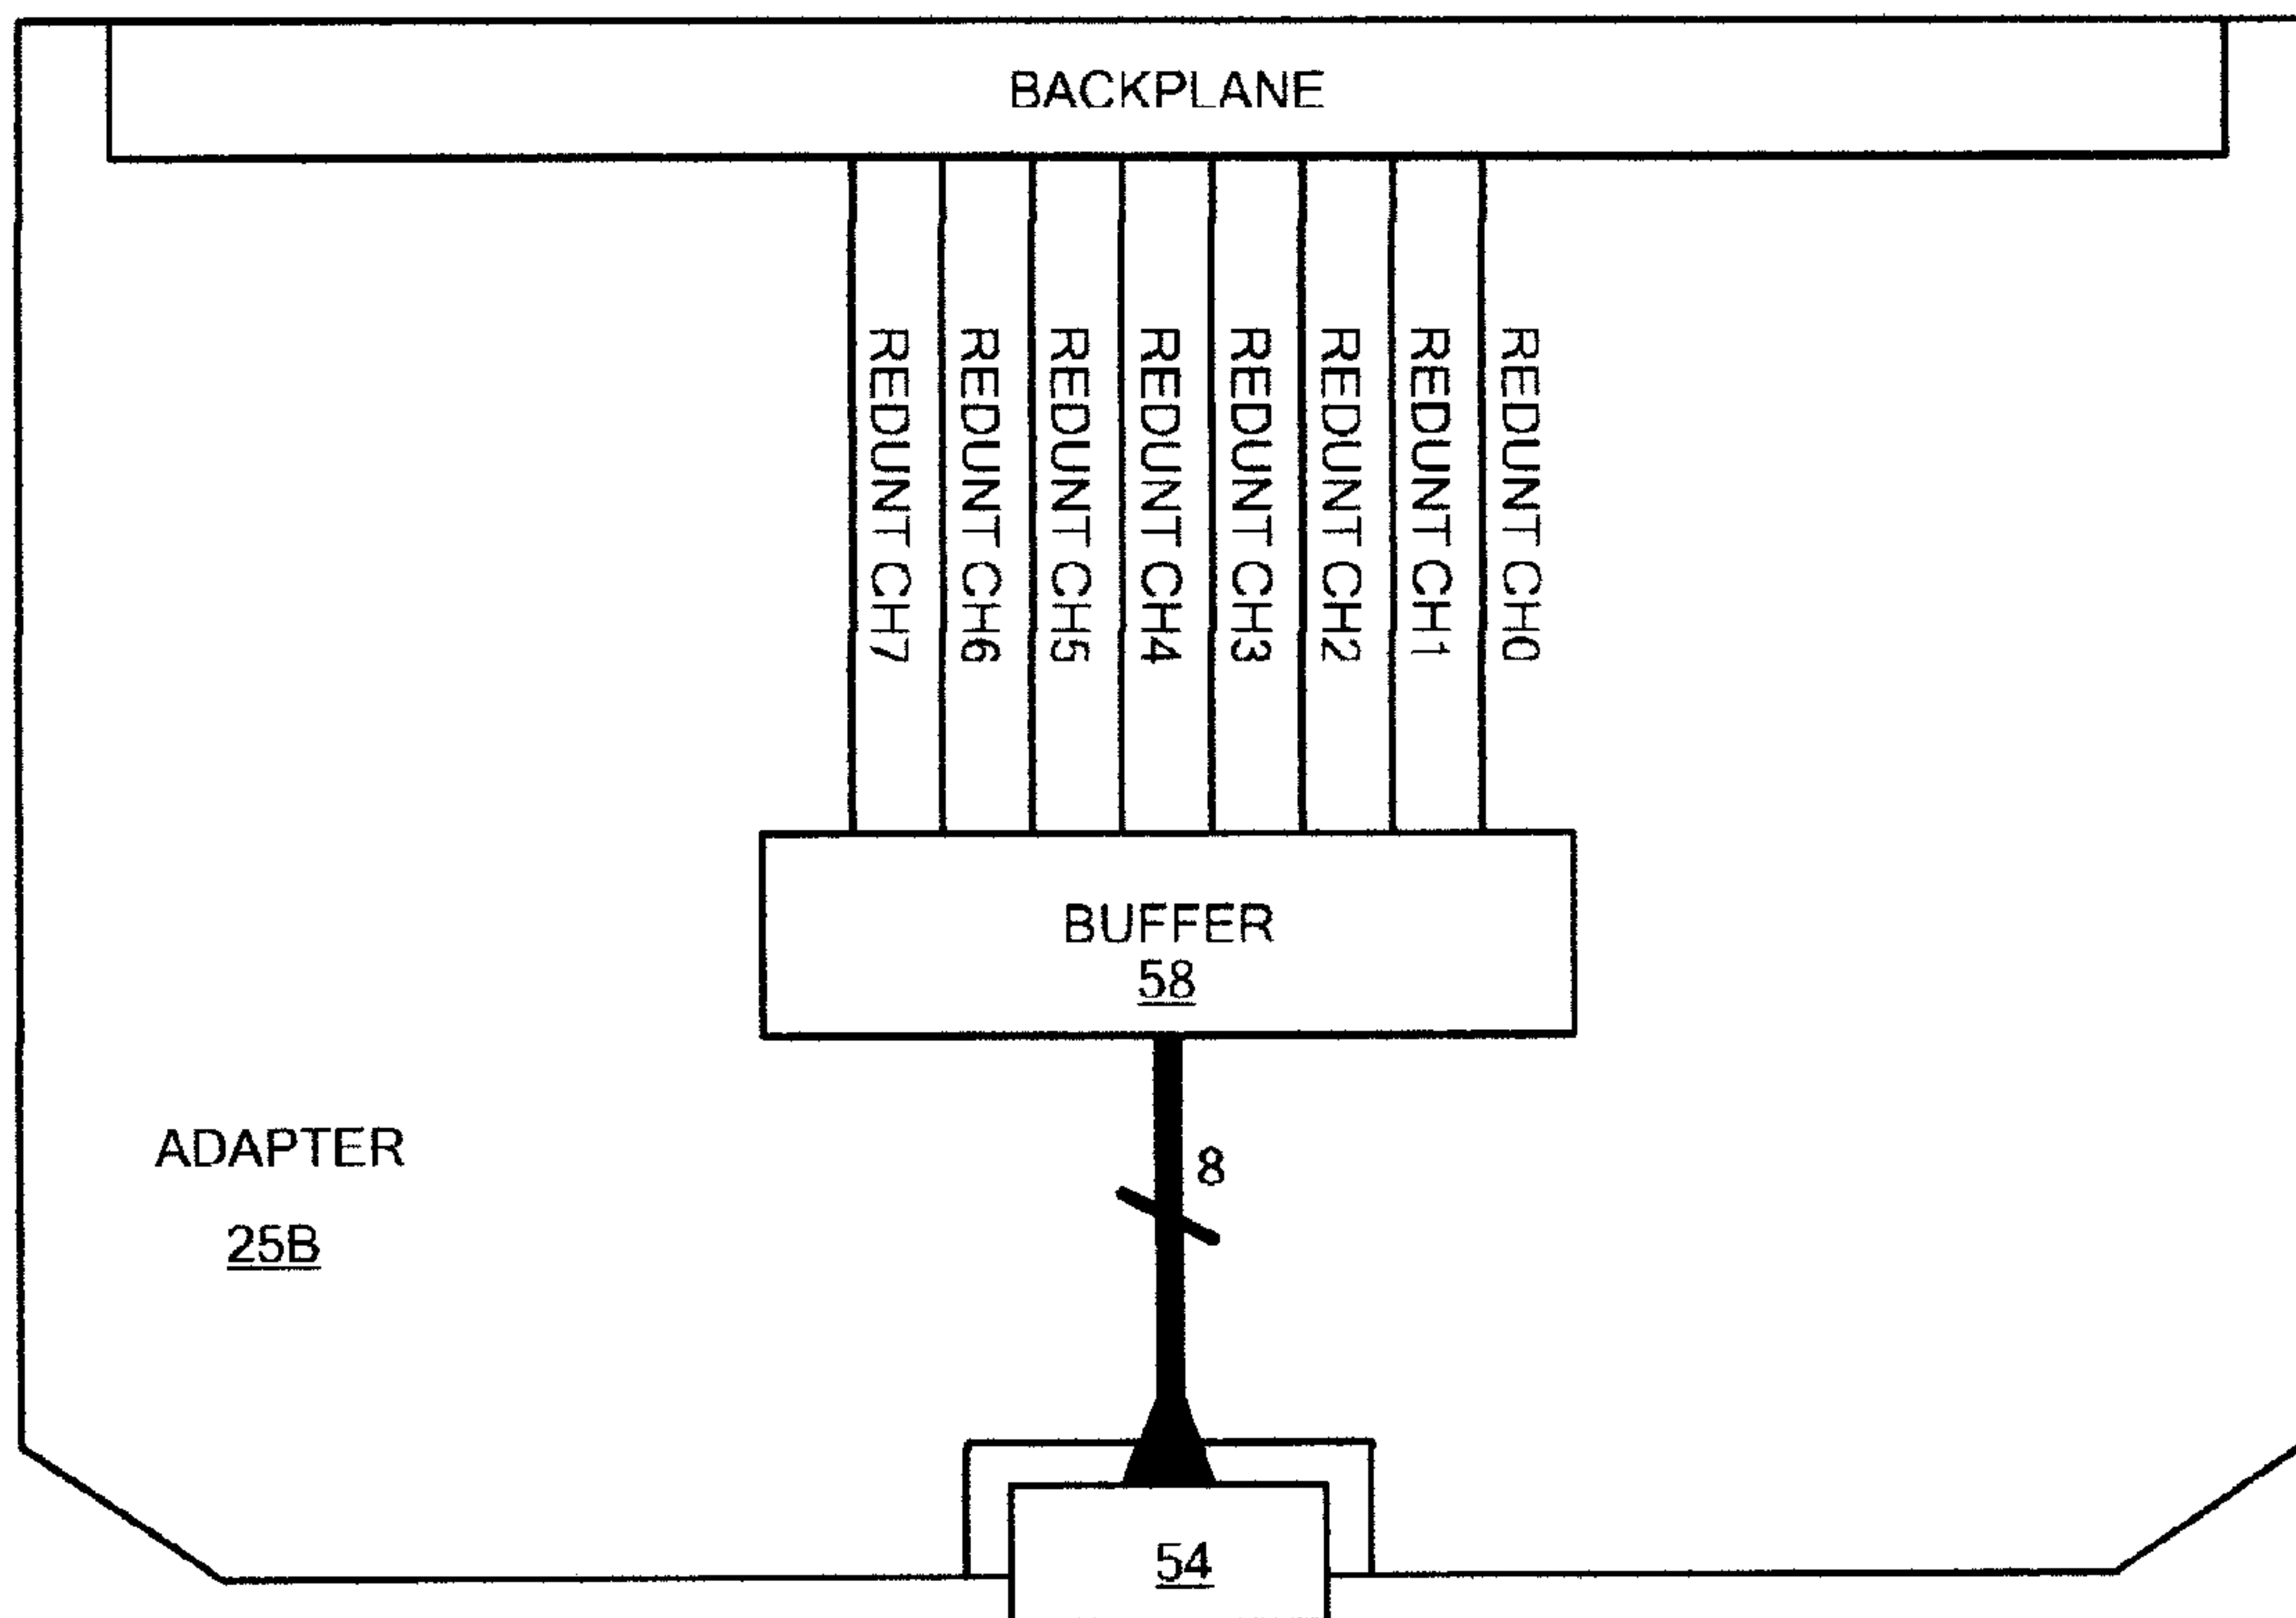 BACKPLANE
REDUNT CH7
REDUNT CH6
REDUNT CH5
REDUNT CH4
REDUNT CH3
REDUNT CH2
REDUNT CH1
REDUNT CH0
BUFFER
58
8
ADAPTER
25B
54